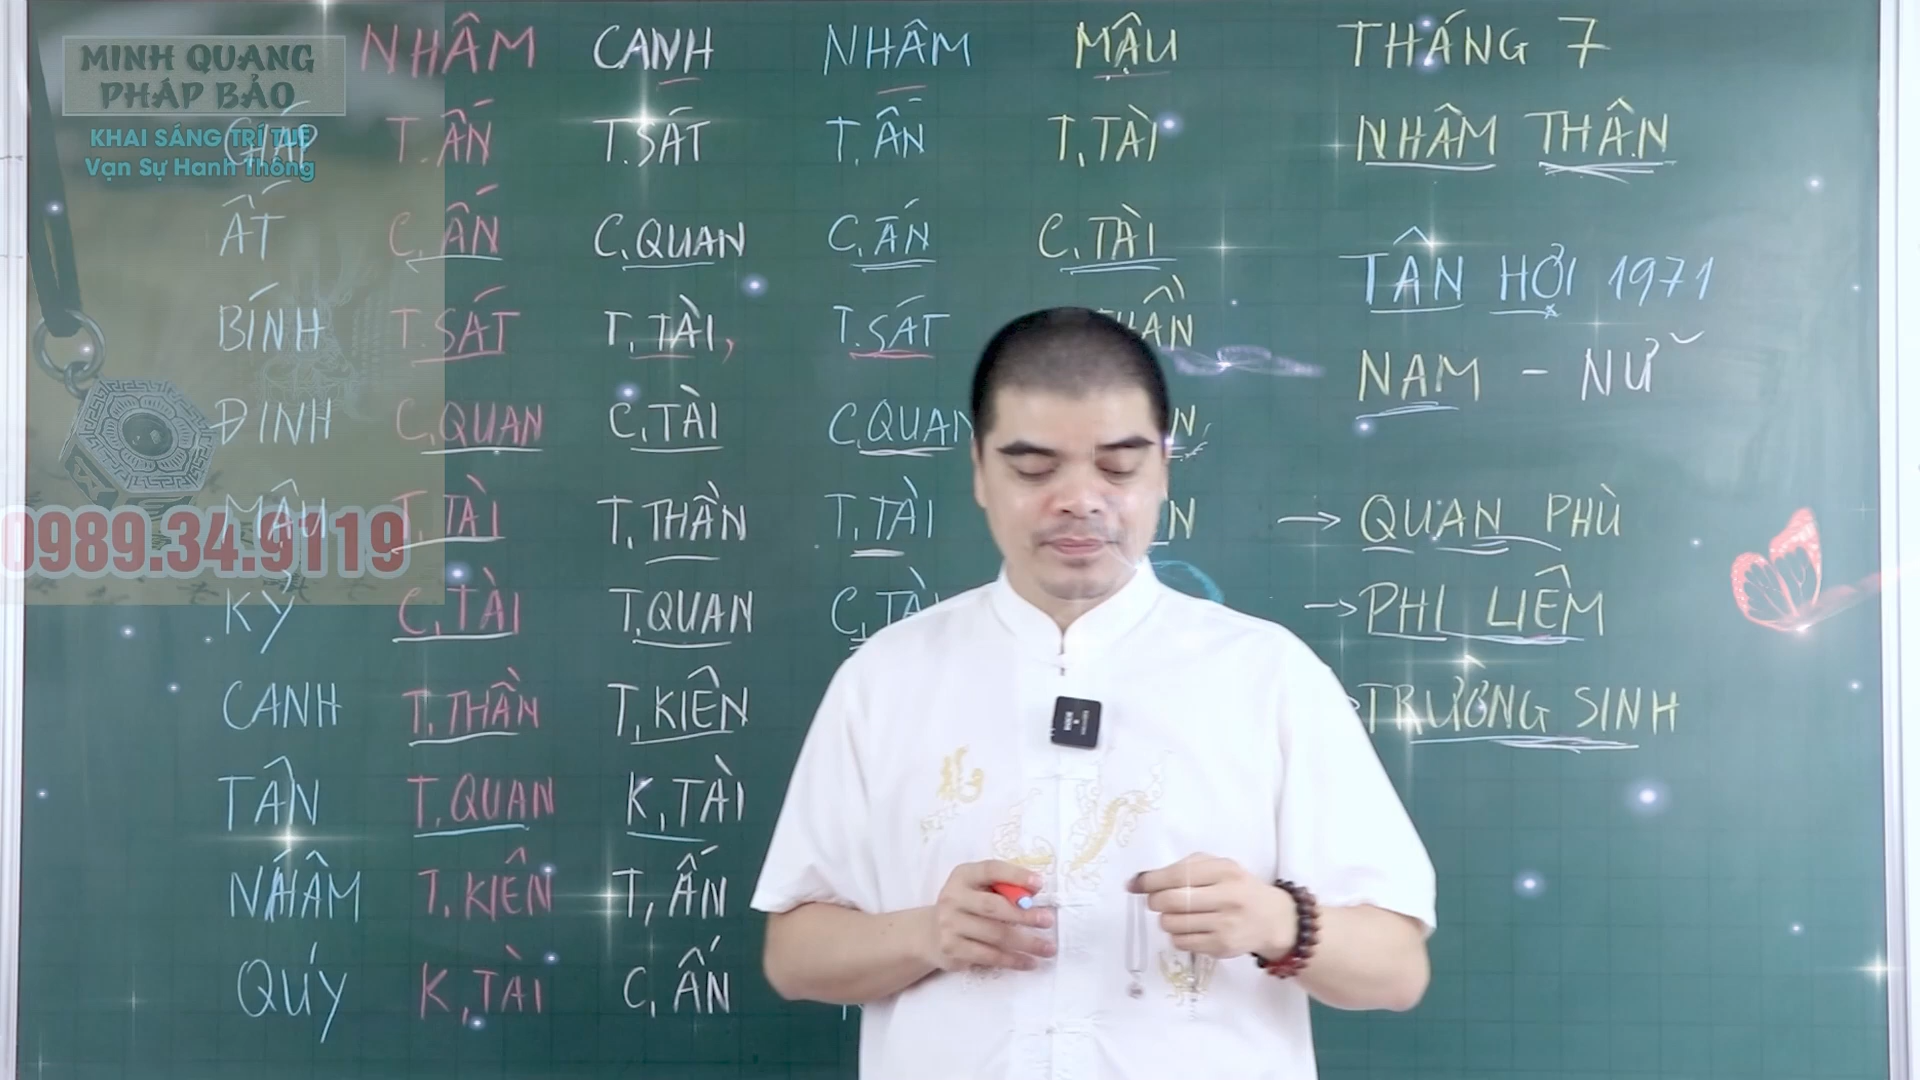 MINH QUANG
PHÁP BẢO
KHAI SÁNG TRÍ TUỆ
Vạn Sự Hanh Thông
0989.34.9119
NHÂM CANH NHÂM MẬU
GIÁP T.ẤN T.SÁT T.ẤN T.TÀI
ẤT C.ẤN C.QUAN C.ẤN C.TÀI
BÍNH T.SÁT T.TÀI, T.SÁT
ĐINH C.QUAN C.TÀI C.QUAN
MẬU T.TÀI T.THẦN T.TÀI
KỶ C.TÀI T.QUAN
CANH T.THẦN T.KIÊN
TÂN T.QUAN K.TÀI
NHÂM T.KIÊN T.ẤN
QUÝ K.TÀI C.ẤN
THÁNG 7
NHÂM THÂN
TÂN HỢI 1971
NAM - NỮ
→ QUAN PHÙ
→ PHI LIÊM
TRƯỜNG SINH